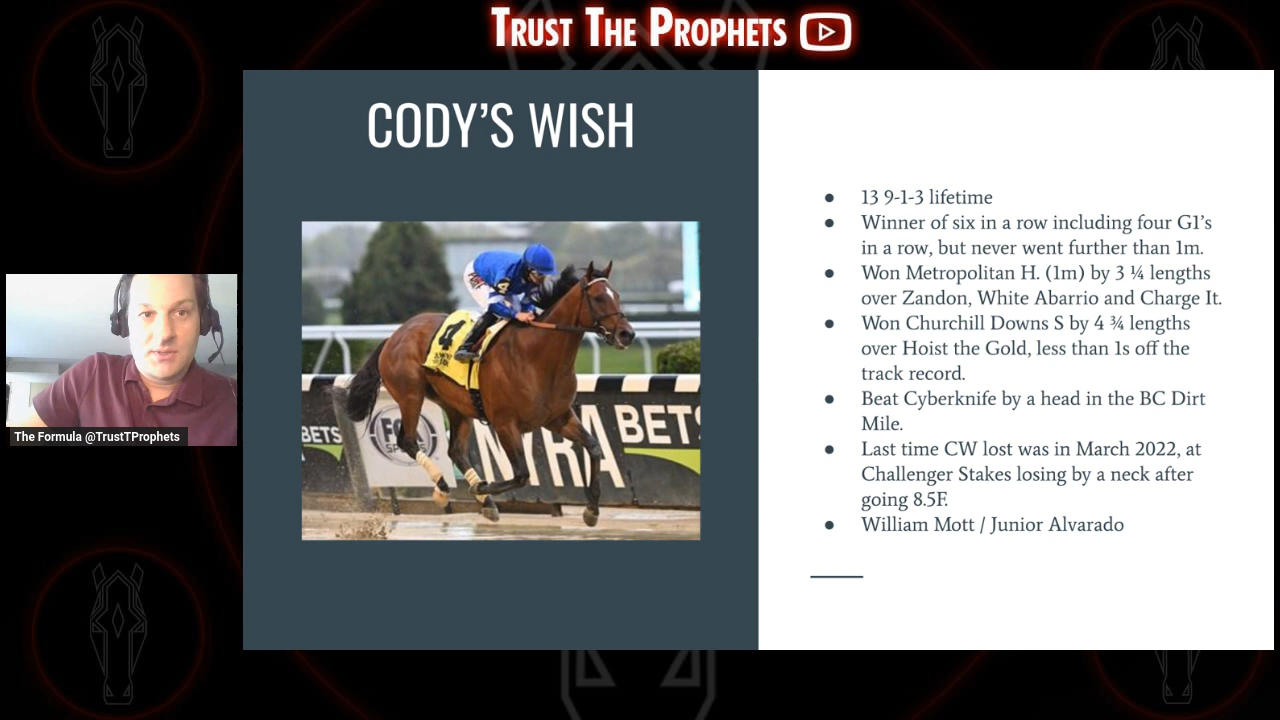 TRUST THE PROPHETS
CODY'S WISH
13 9-1-3 lifetime
Winner of six in a row including four G1's
in a row, but never went further than 1m.
Won Metropolitan H. (1m) by 3 ¼ lengths
over Zandon, White Abarrio and Charge It.
Won Churchill Downs S by 4 ¾ lengths
over Hoist the Gold, less than 1s off the
track record.
Beat Cyberknife by a head in the BC Dirt
Mile.
Last time CW lost was in March 2022, at
Challenger Stakes losing by a neck after
going 8.5F.
William Mott / Junior Alvarado
4
BETS
FOX
SPORTS
NYRA BETS
The Formula @TrustTProphets